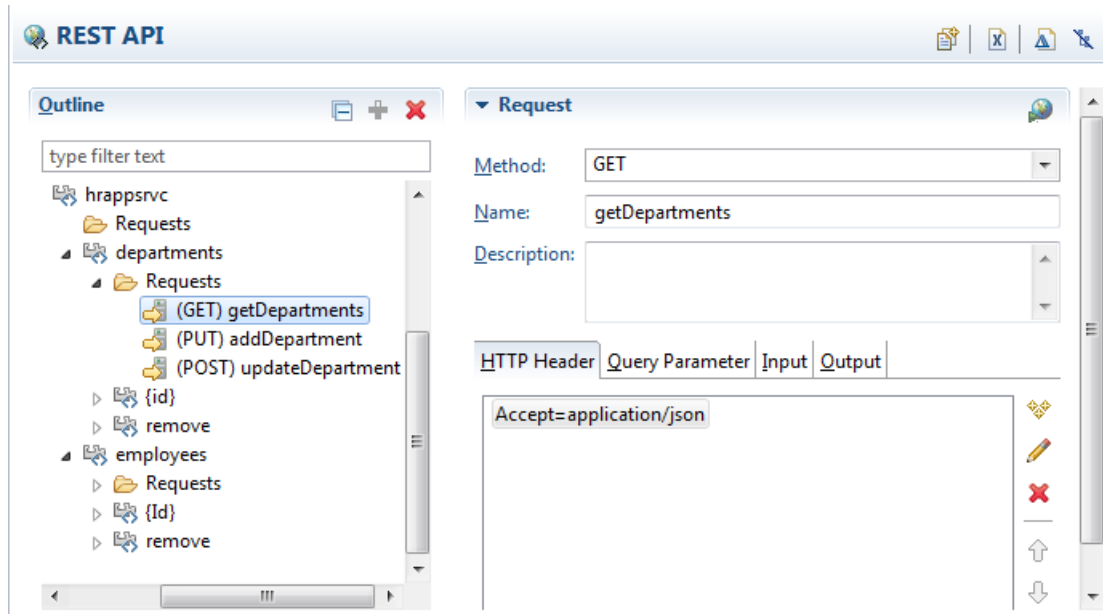 REST API
Outline
type filter text
hrappsrvc
Requests
departments
Requests
(GET) getDepartments
(PUT) addDepartment
(POST) updateDepartment
{id}
remove
employees
Requests
{Id}
remove
Request
Method: GET
Name: getDepartments
Description:
HTTP Header Query Parameter Input Output
Accept=application/json